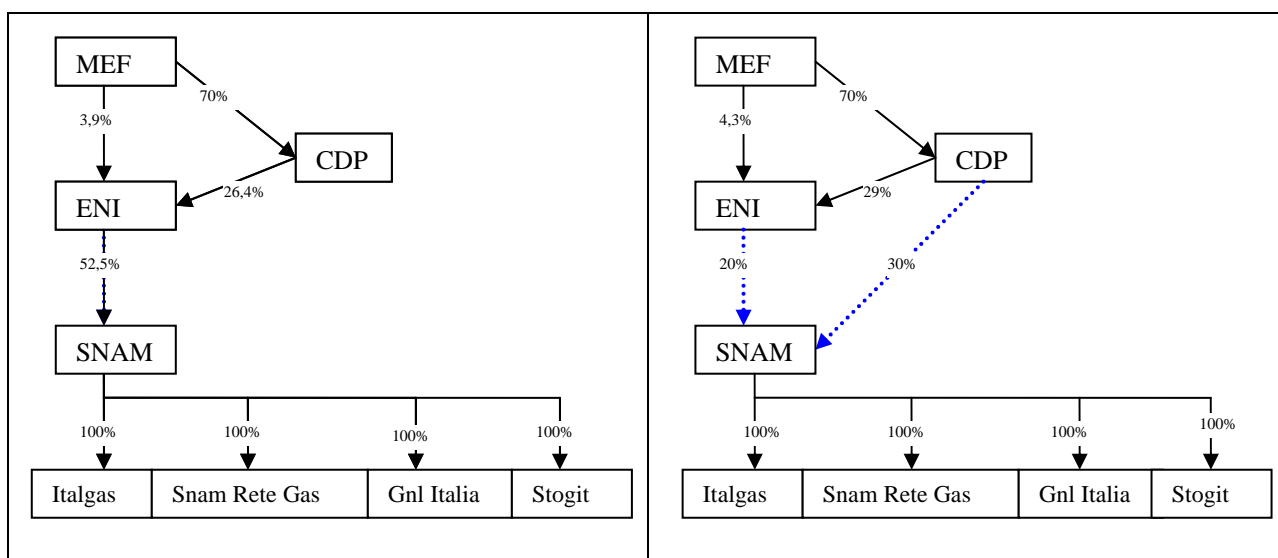 MEF
70%
3,9%
CDP
26,4%
ENI
52,5%
SNAM
100%
100%
100%
100%
Italgas
Snam Rete Gas
Gnl Italia
Stogit
MEF
70%
4,3%
CDP
29%
ENI
20%
30%
SNAM
100%
100%
100%
100%
Italgas
Snam Rete Gas
Gnl Italia
Stogit